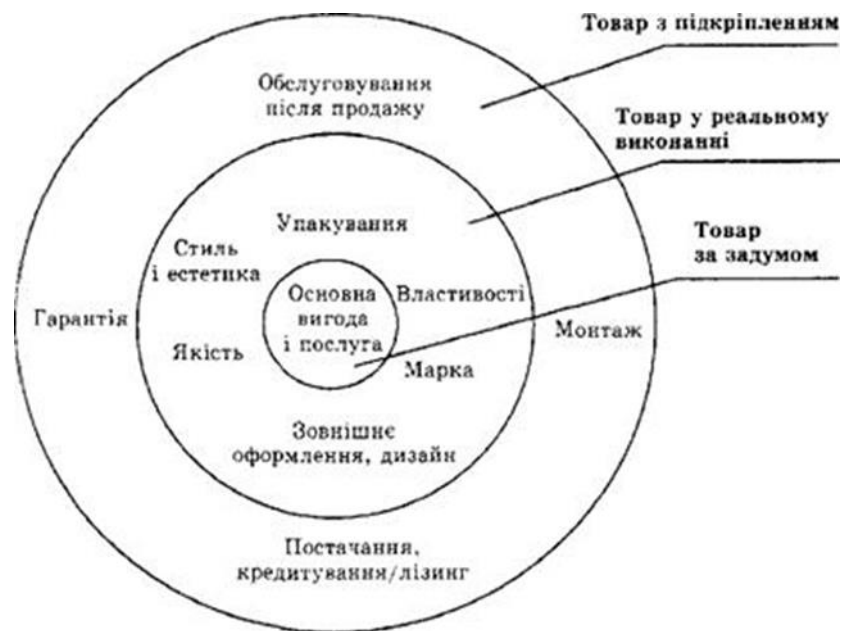 Товар з підкріпленням
Обслуговування
після продажу
Товар у реальному
виконанні
Упакування
Стиль
і естетика
Товар
за задумом
Основна
вигода
і послуга
Властивості
Гарантія
Монтаж
Якість
Марка
Зовнішнє
оформлення, дизайн
Постачання,
кредитування/лізинг